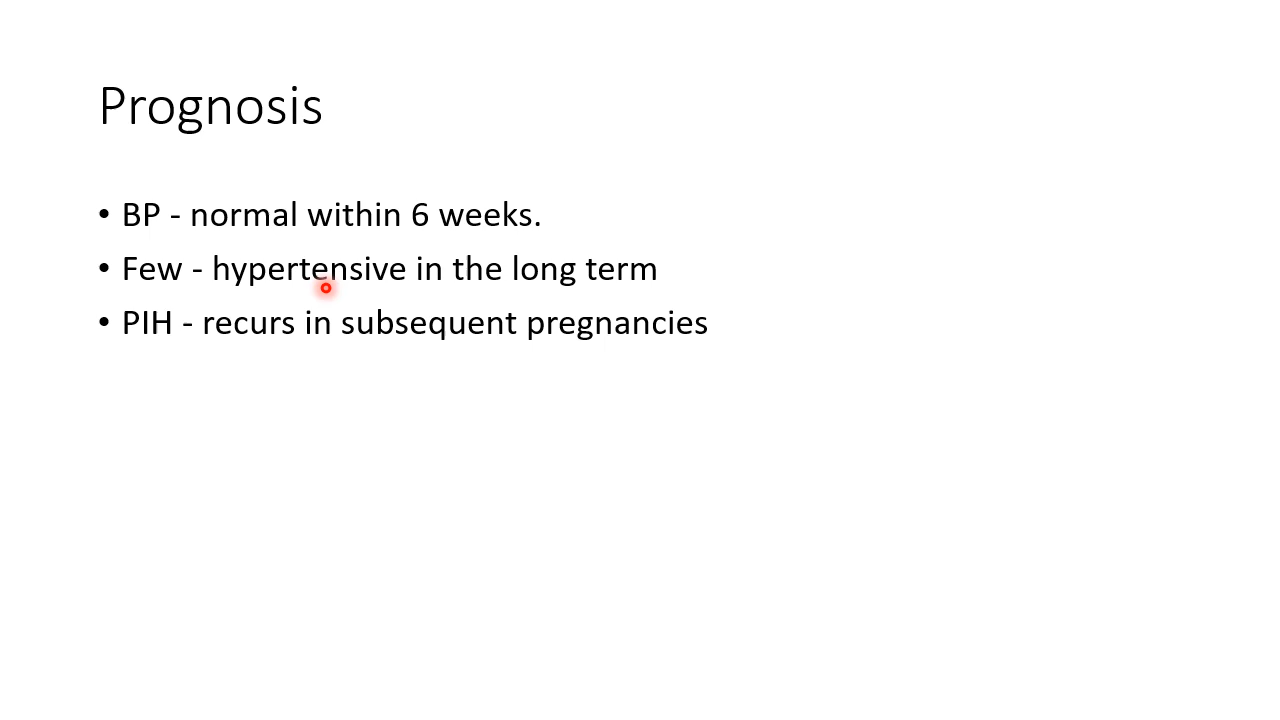 Prognosis
• BP - normal within 6 weeks.
• Few - hypertensive in the long term
• PIH - recurs in subsequent pregnancies